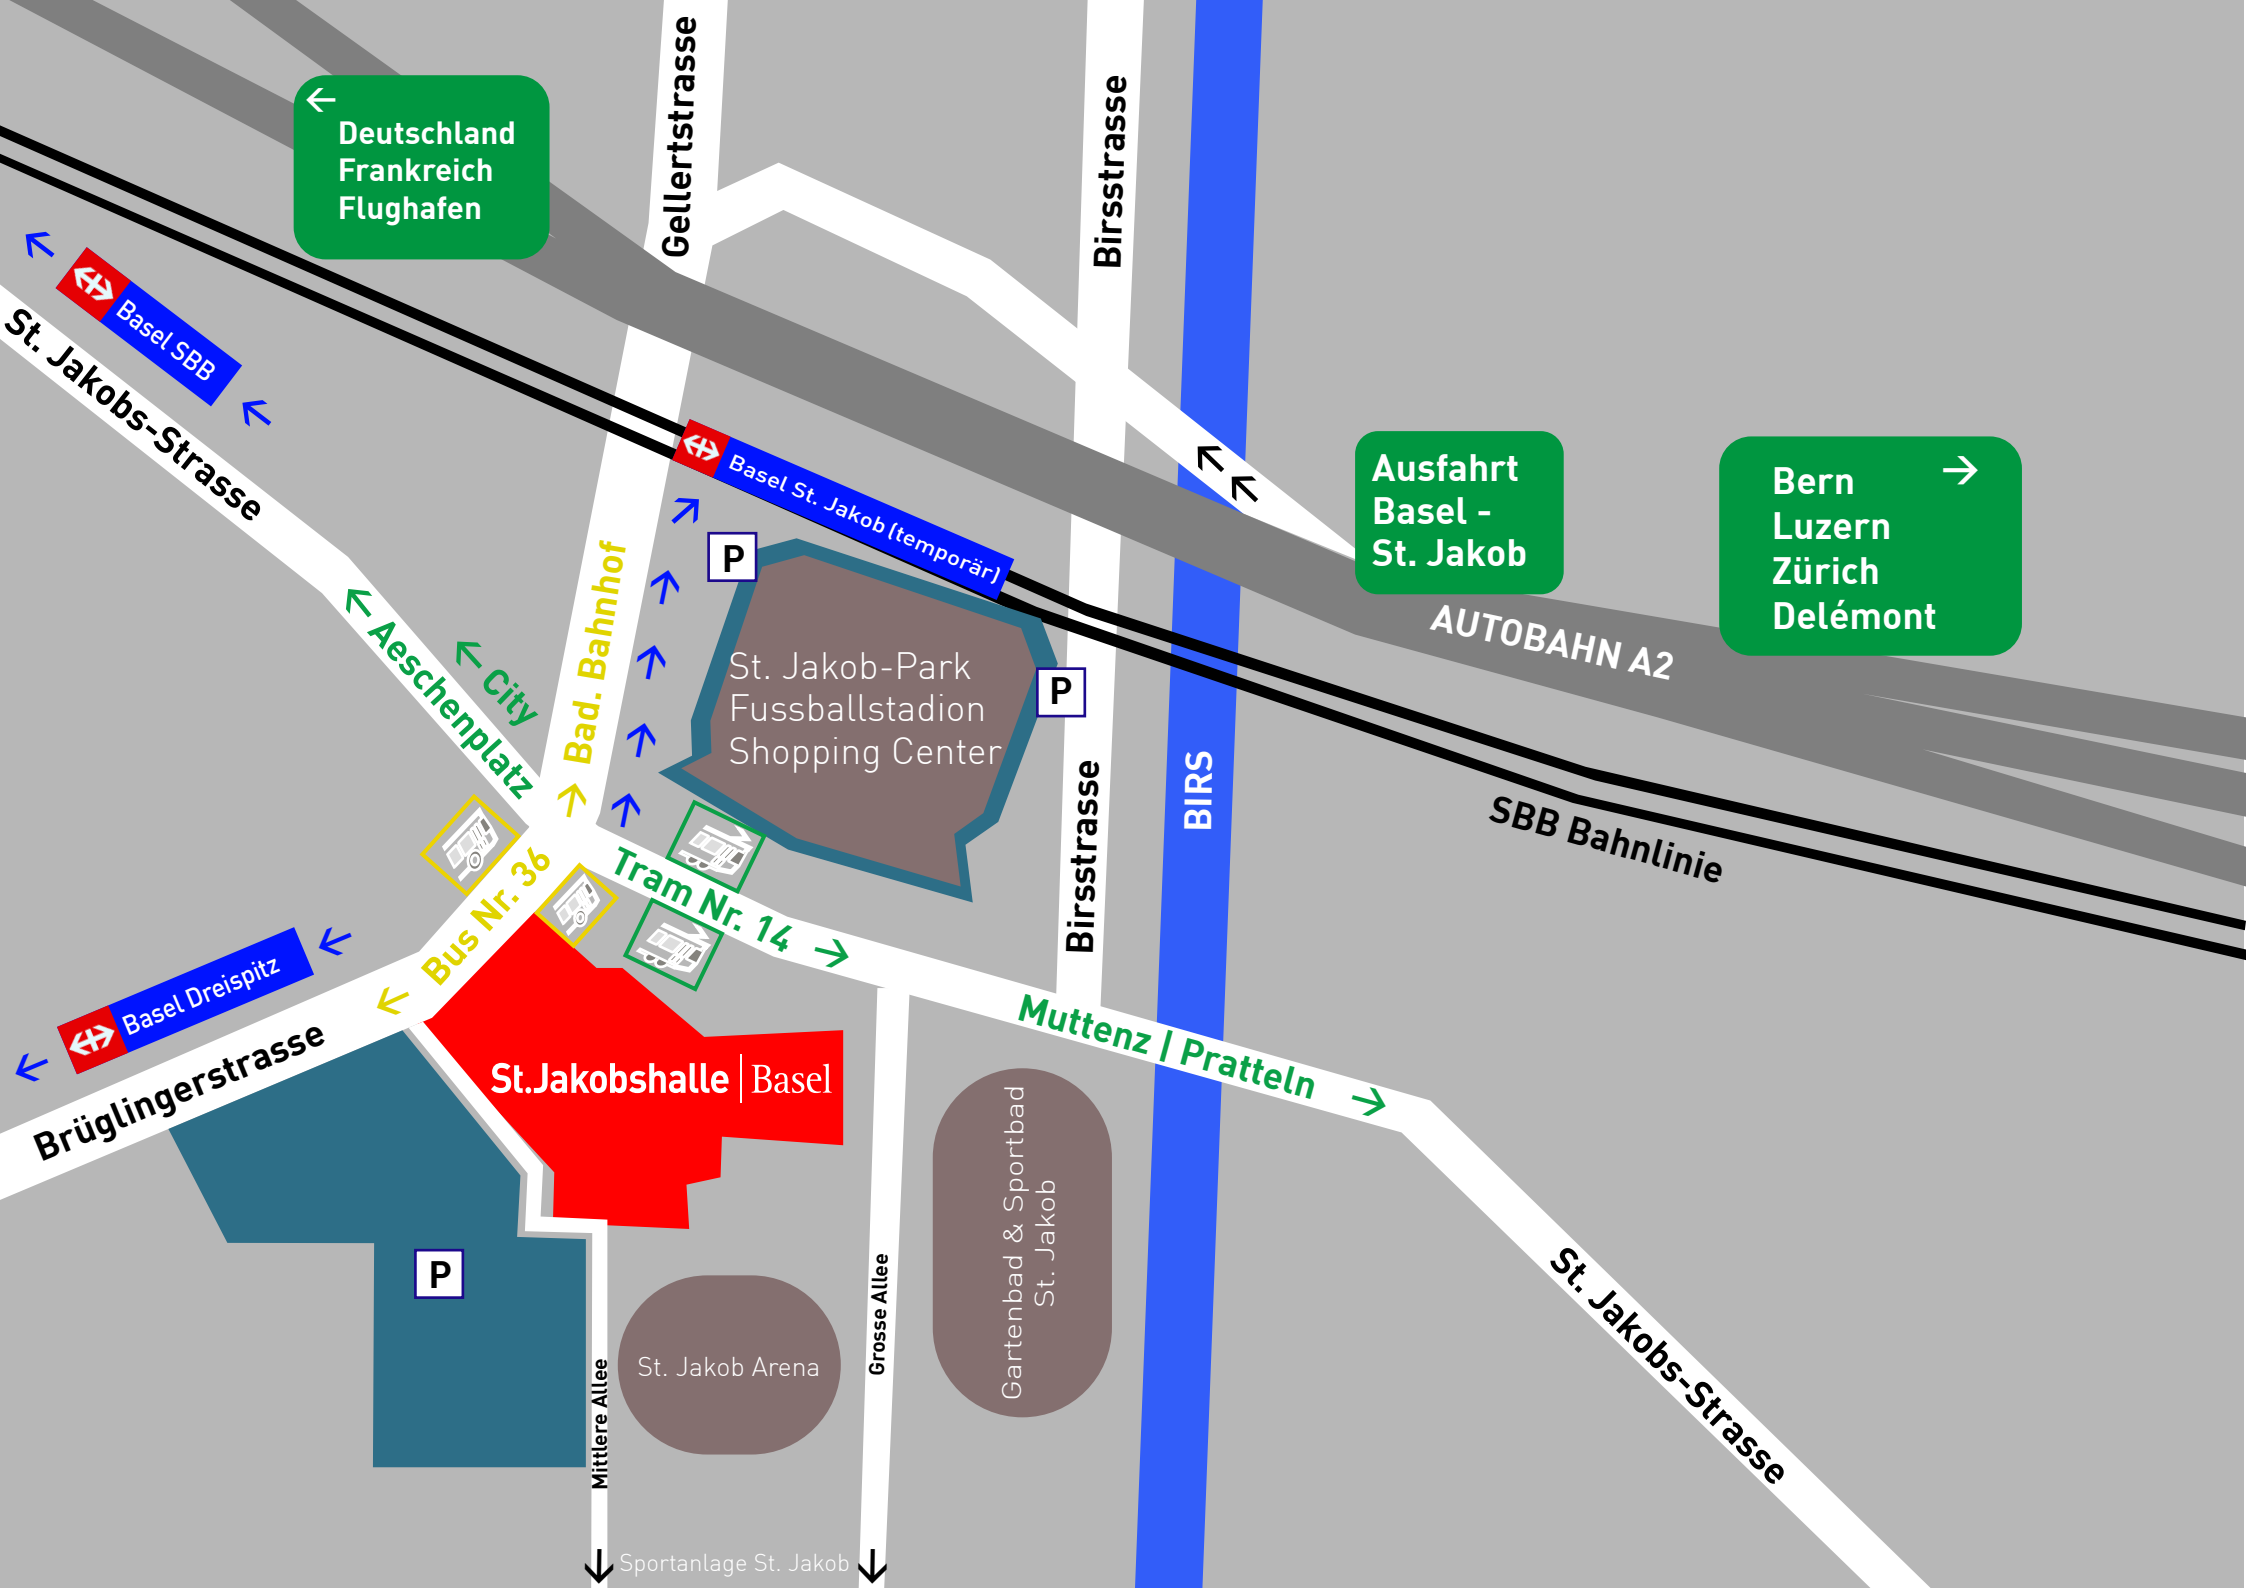 Gellertstrasse
Birsstrasse
←
Deutschland
Frankreich
Flughafen
Basel SBB
St. Jakobs-Strasse
Basel St. Jakob (temporär)
Ausfahrt
Basel -
St. Jakob
→
Bern
Luzern
Zürich
Delémont
AUTOBAHN A2
P
Bad. Bahnhof
City
Aeschenplatz
St. Jakob-Park
Fussballstadion
Shopping Center
P
BIRS
Birsstrasse
SBB Bahnlinie
Bus Nr. 36
Tram Nr. 14
Basel Dreispitz
Brüglingerstrasse
Muttenz | Pratteln
St.Jakobshalle | Basel
Gartenbad & Sportbad
St. Jakob
P
Grosse Allee
St. Jakob Arena
Mittlere Allee
St. Jakobs-Strasse
Sportanlage St. Jakob